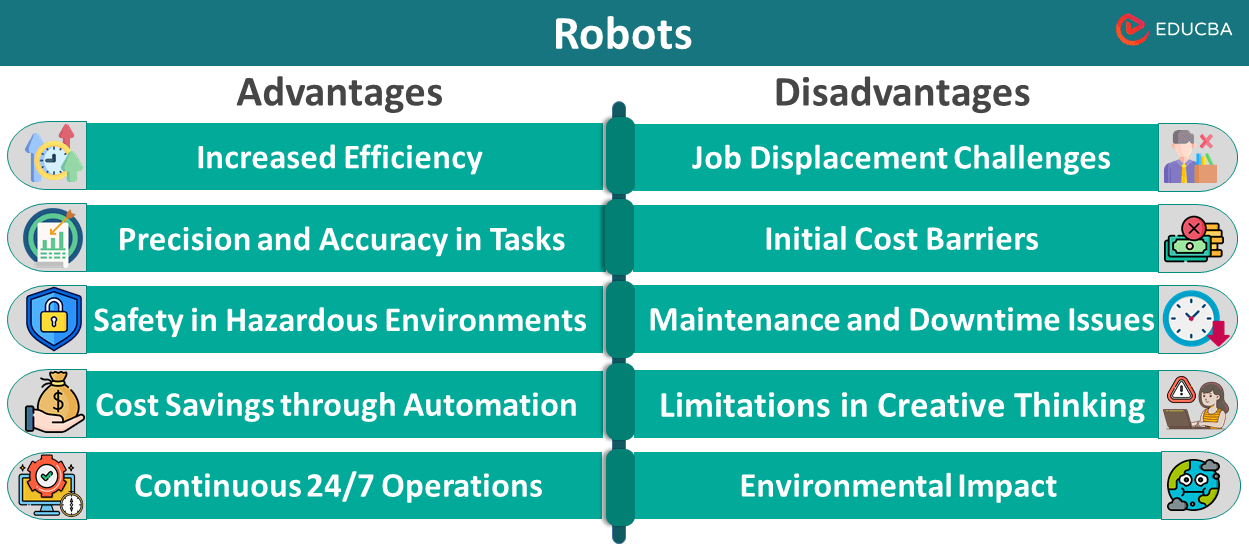 Robots
EDUCBA
Advantages
Disadvantages
Increased Efficiency
Job Displacement Challenges
Precision and Accuracy in Tasks
Initial Cost Barriers
Safety in Hazardous Environments
Maintenance and Downtime Issues
$
Cost Savings through Automation
Limitations in Creative Thinking
Continuous 24/7 Operations
Environmental Impact